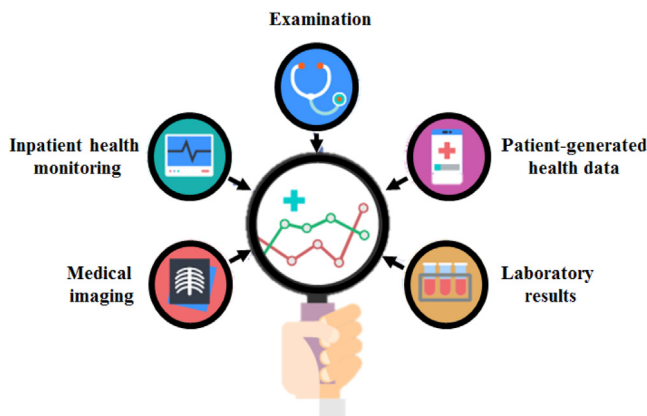 Examination
Inpatient health
monitoring
Patient-generated
health data
Medical
imaging
Laboratory
results